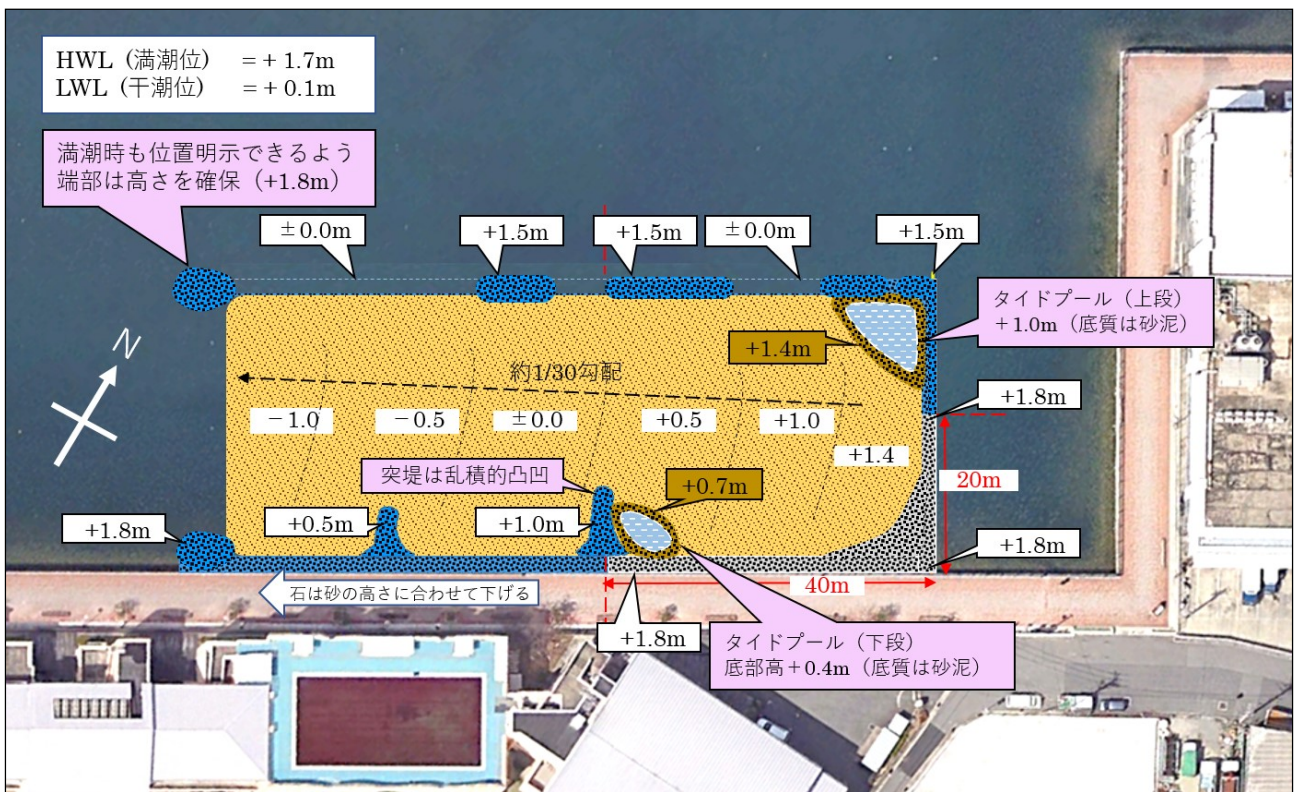 HWL (満潮位) =+ 1.7m
LWL (干潮位) =+ 0.1m
満潮時も位置明示できるよう
端部は高さを確保（+1.8m）
±0.0m
+1.5m
+1.5m
±0.0m
+1.5m
タイドプール（上段）
＋1.0m（底質は砂泥）
+1.4m
N
約1/30勾配
+1.8m
－1.0
－0.5
±0.0
+0.5
+1.0
+1.4
突堤は乱積的凸凹
+0.7m
20m
+1.8m
+0.5m
+1.0m
+1.8m
石は砂の高さに合わせて下げる
40m
+1.8m
タイドプール（下段）
底部高＋0.4m（底質は砂泥）